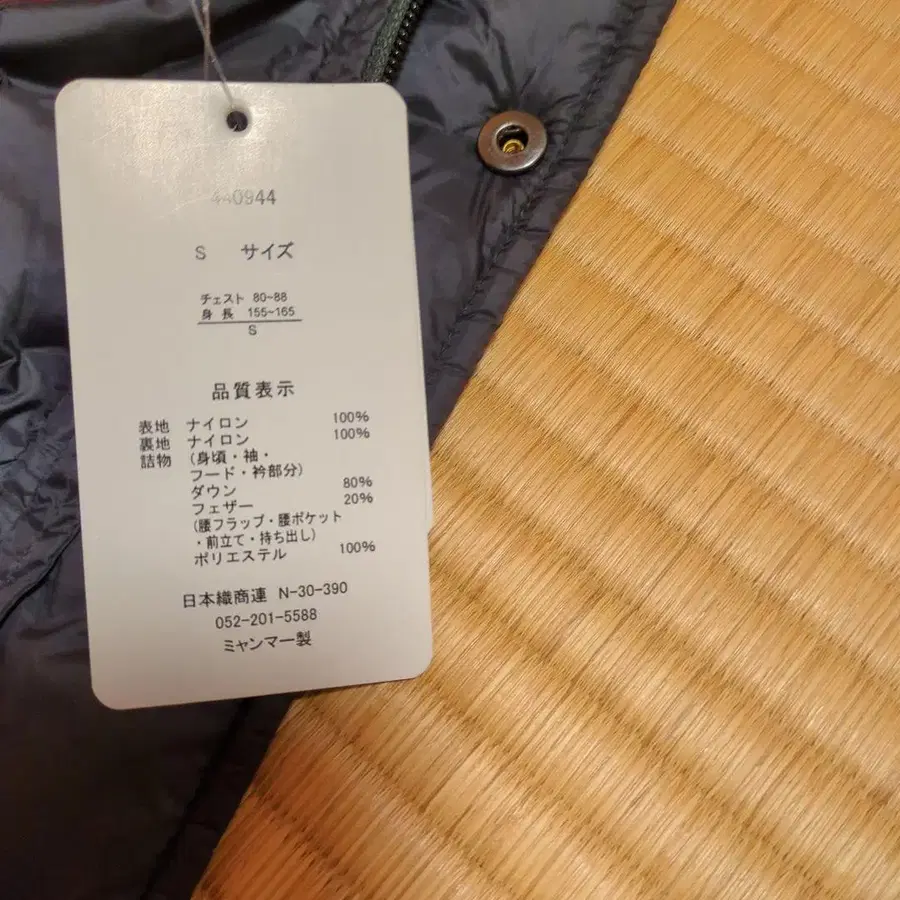 440944
S サイズ
チェスト 80~88
身長 155~165
S
品質表示
表地 ナイロン 100%
裏地 ナイロン 100%
詰物 (身頃・袖・
フード・衿部分)
ダウン 80%
フェザー 20%
(腰フラップ・腰ポケット
・前立て・持ち出し)
ポリエステル 100%
日本織商連 N-30-390
052-201-5588
ミャンマー製